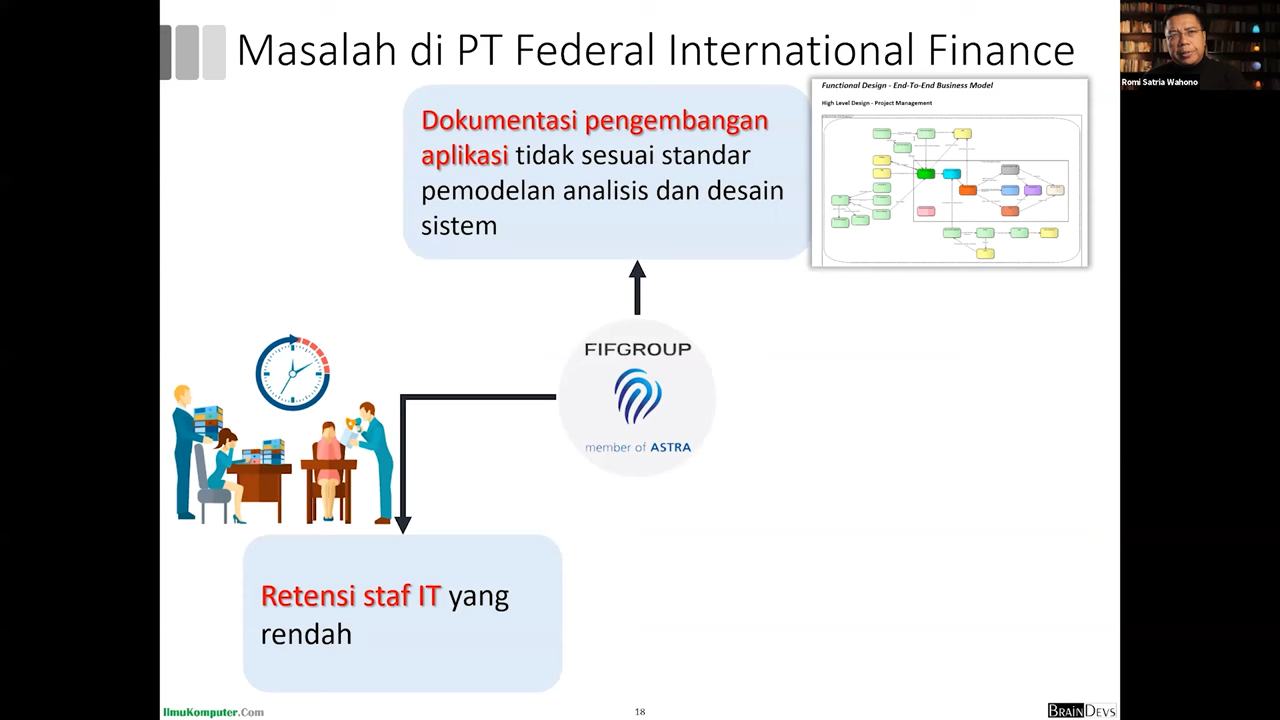 Masalah di PT Federal International Finance
Romi Satria Wahono
Dokumentasi pengembangan
aplikasi tidak sesuai standar
pemodelan analisis dan desain
sistem
Functional Design - End-To-End Business Model
High Level Design - Project Management
FIFGROUP
member of ASTRA
Retensi staf IT yang
rendah
IlmuKomputer.Com
18
BRAINDEVS